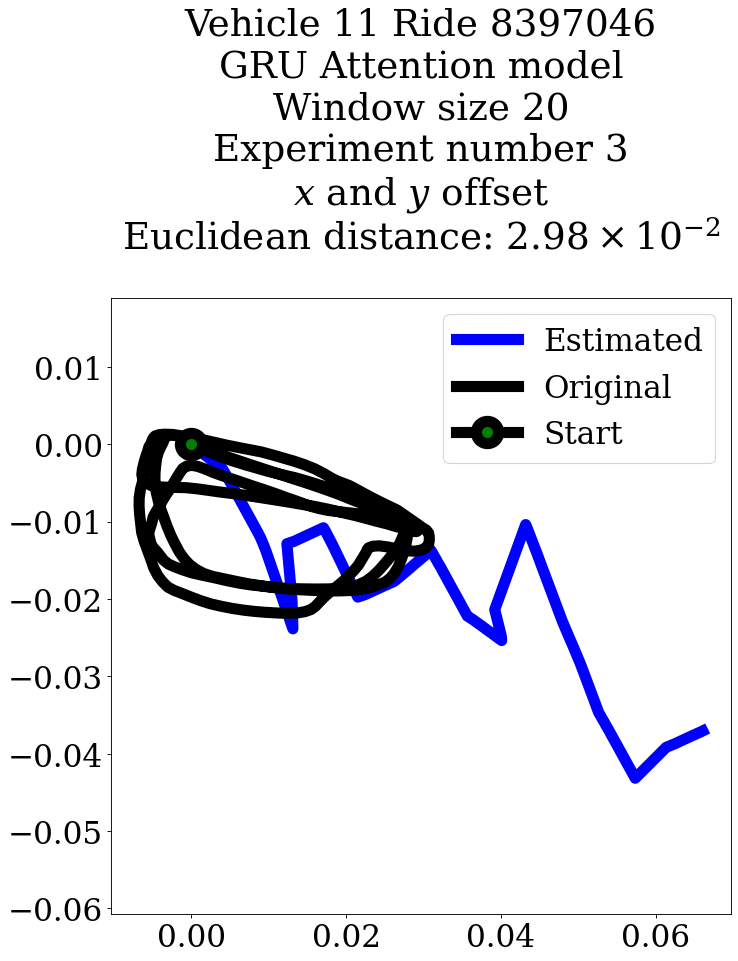 Vehicle 11 Ride 8397046
GRU Attention model
Window size 20
Experiment number 3
x and y offset
Euclidean distance: 2.98 × 10⁻²
Estimated
Original
Start
0.01
0.00
−0.01
−0.02
−0.03
−0.04
−0.05
−0.06
0.00 0.02 0.04 0.06